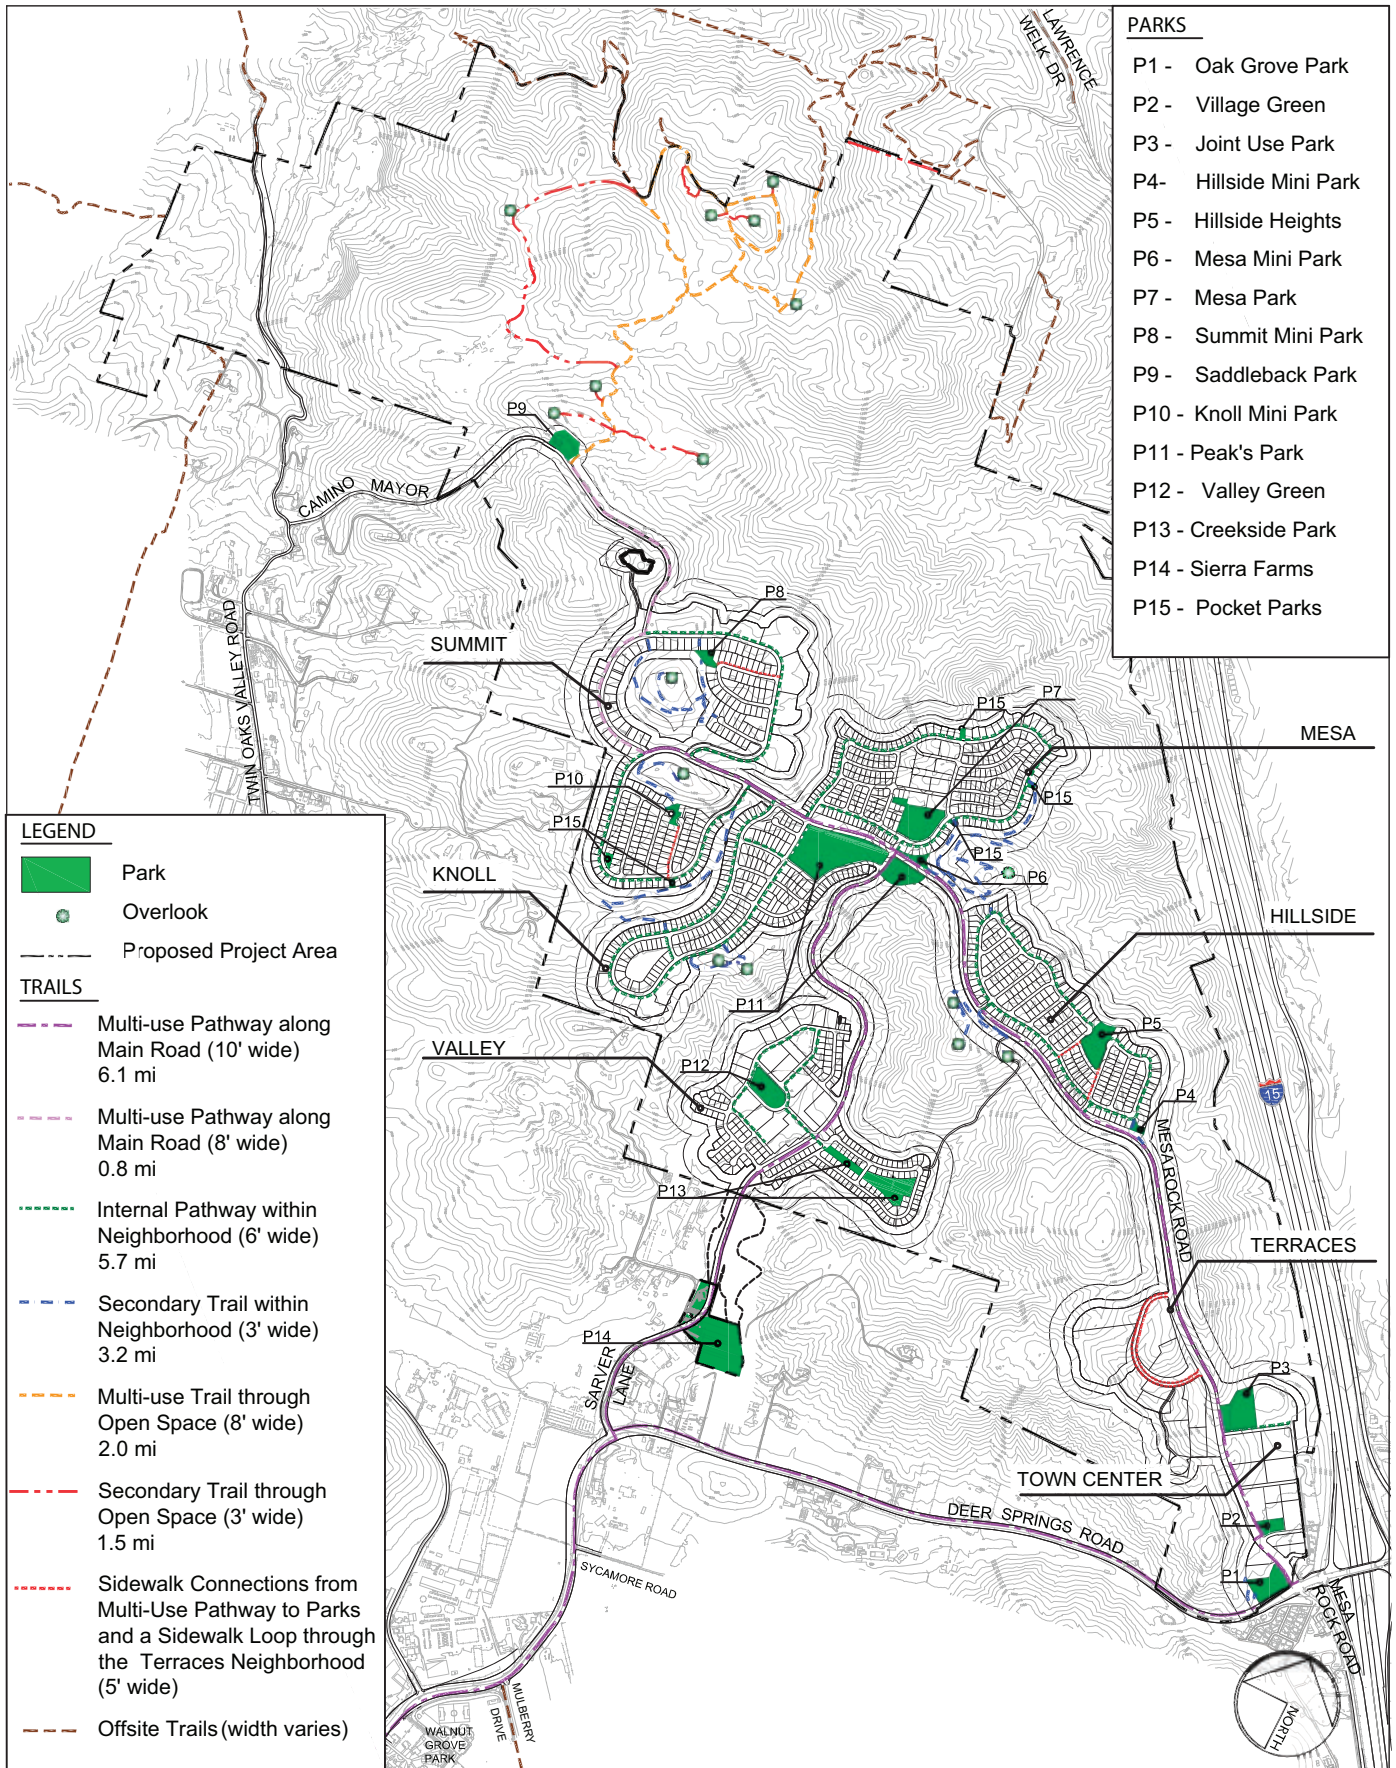 LAWRENCE
WELK DR
PARKS
P1 - Oak Grove Park
P2 - Village Green
P3 - Joint Use Park
P4- Hillside Mini Park
P5 - Hillside Heights
P6 - Mesa Mini Park
P7 - Mesa Park
P8 - Summit Mini Park
P9 - Saddleback Park
P10 - Knoll Mini Park
P11 - Peak's Park
P12 - Valley Green
P13 - Creekside Park
P14 - Sierra Farms
P15 - Pocket Parks
P9
CAMINO MAYOR
TWIN OAKS VALLEY ROAD
P8
SUMMIT
P7
P15
MESA
P10
P15
P15
P15
P6
KNOLL
HILLSIDE
P11
P5
VALLEY
P12
P4
15
MESA ROCK ROAD
P13
TERRACES
P14
SARVER
LANE
P3
TOWN CENTER
DEER SPRINGS ROAD
P2
P1
SYCAMORE ROAD
MESA
ROCK ROAD
MULBERRY
DRIVE
WALNUT
GROVE
PARK
NORTH
LEGEND
Park
Overlook
Proposed Project Area
TRAILS
Multi-use Pathway along
Main Road (10' wide)
6.1 mi
Multi-use Pathway along
Main Road (8' wide)
0.8 mi
Internal Pathway within
Neighborhood (6' wide)
5.7 mi
Secondary Trail within
Neighborhood (3' wide)
3.2 mi
Multi-use Trail through
Open Space (8' wide)
2.0 mi
Secondary Trail through
Open Space (3' wide)
1.5 mi
Sidewalk Connections from
Multi-Use Pathway to Parks
and a Sidewalk Loop through
the Terraces Neighborhood
(5' wide)
Offsite Trails (width varies)